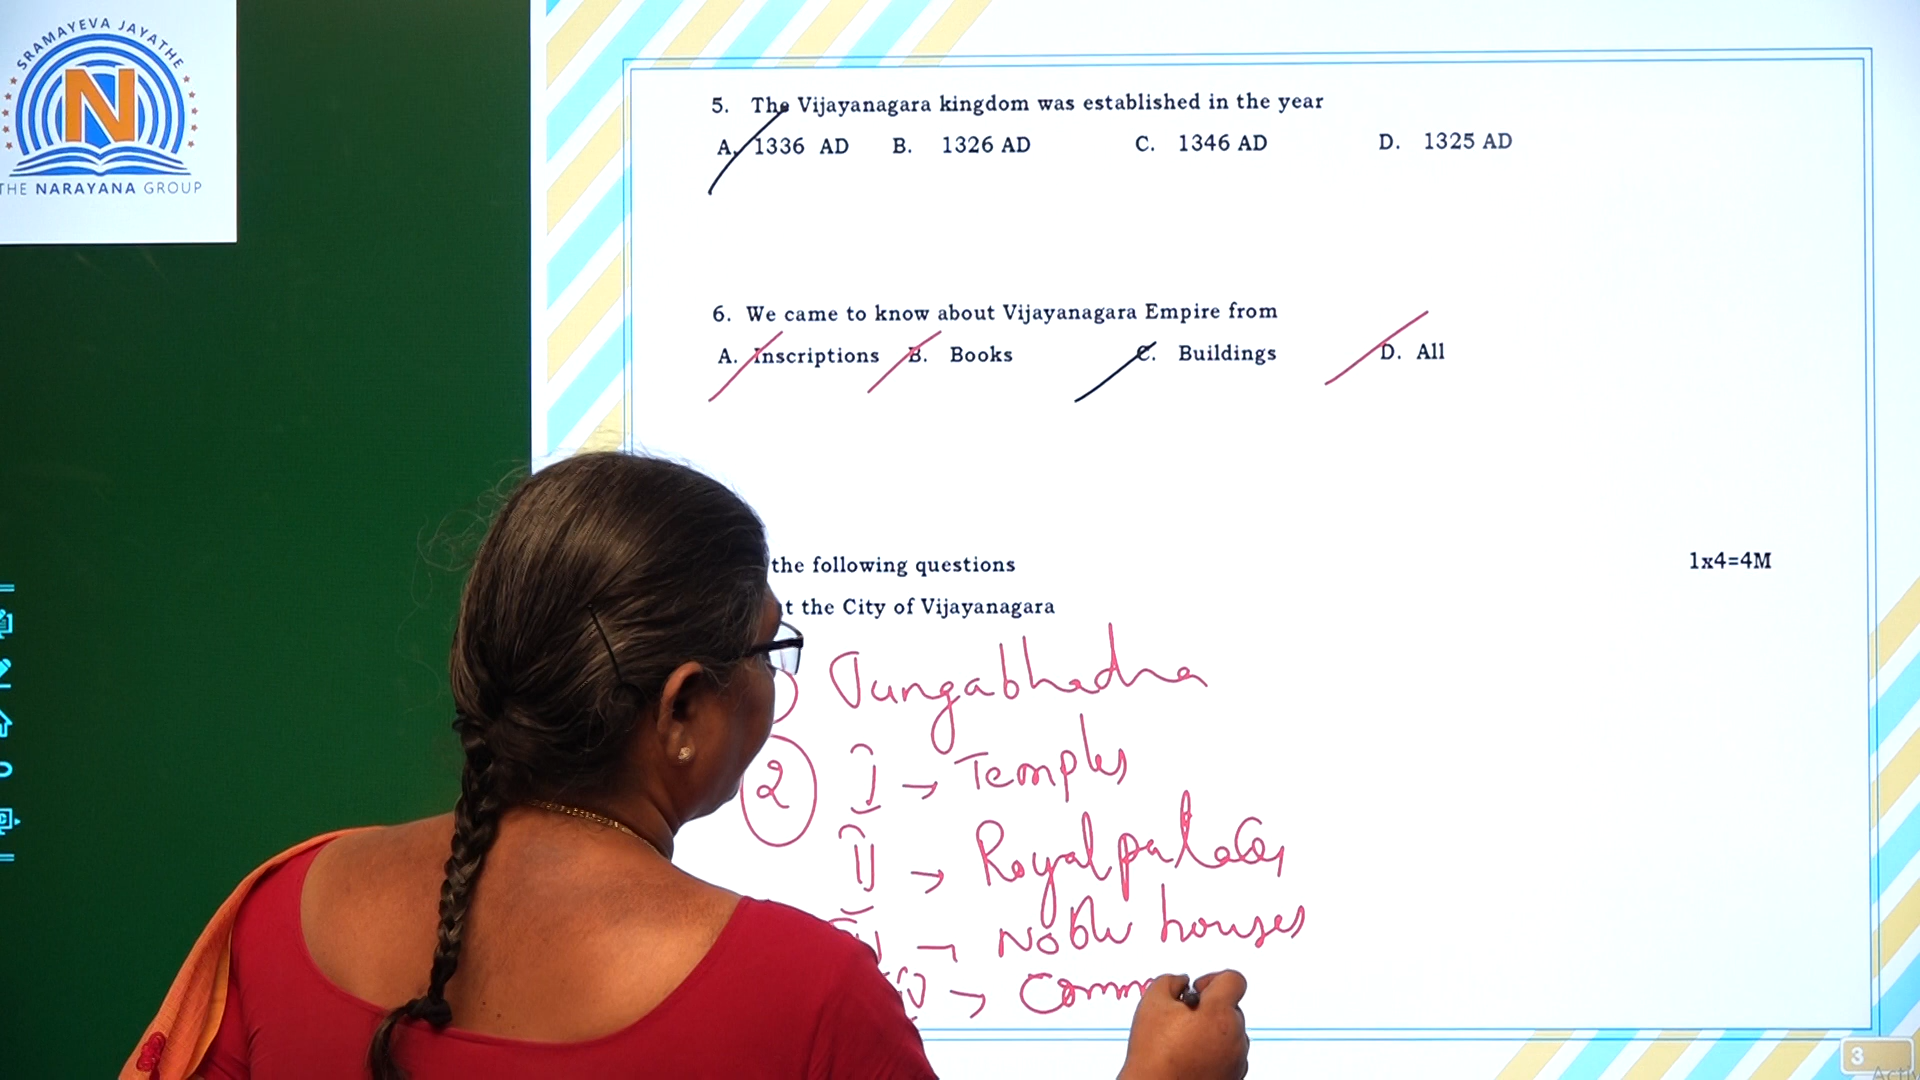 SRAMAYEVA JAYATHE
N
THE NARAYANA GROUP
5. The Vijayanagara kingdom was established in the year
A. 1336 AD B. 1326 AD C. 1346 AD D. 1325 AD
6. We came to know about Vijayanagara Empire from
A. Inscriptions B. Books C. Buildings D. All
the following questions 1x4=4M
t the City of Vijayanagara
Tungabhadra
2 I → Temples
II → Royal palaces
→ Noble houses
IV → Comm
3